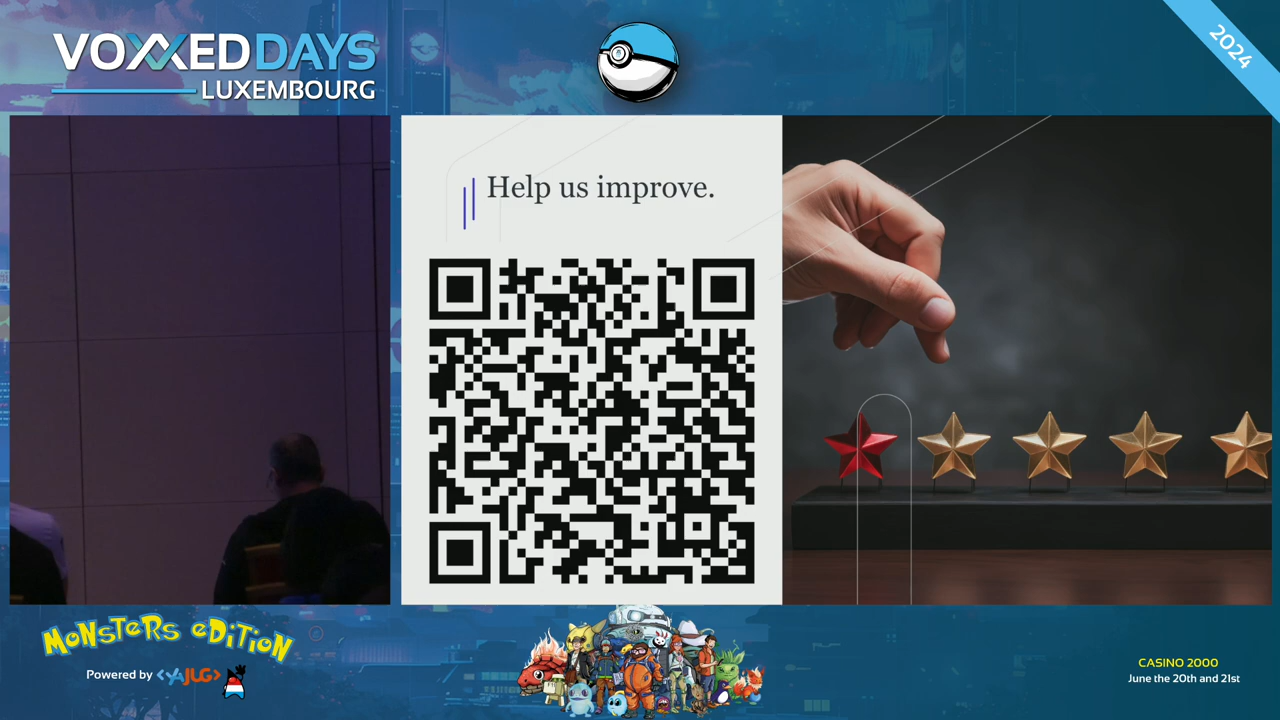 VOXXEDDAYS
LUXEMBOURG
2024
Help us improve.
MONSTERS EDITION
Powered by <YAJUG>
CASINO 2000
June the 20th and 21st